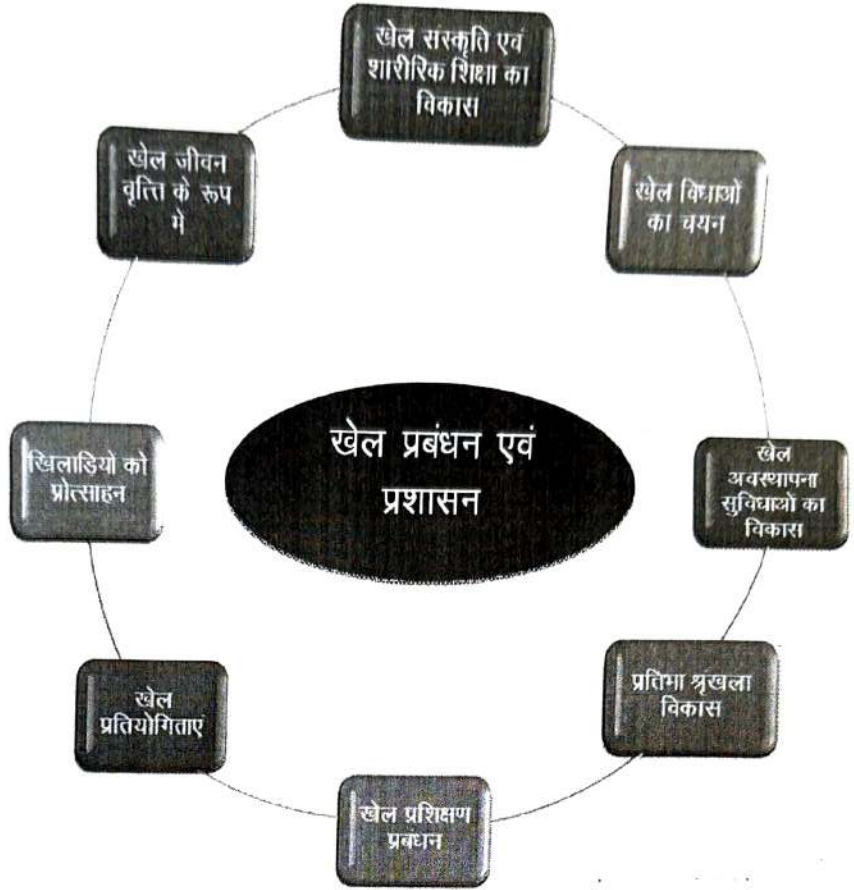 खेल संस्कृति एवं
शारीरिक शिक्षा का
विकास
खेल विधाओं
का चयन
खेल
अवस्थापना
सुविधाओ का
विकास
प्रतिभा श्रृखला
विकास
खेल प्रशिक्षण
प्रबंधन
खेल
प्रतियोगिताए
खिलाडियो को
प्रोत्साहन
खेल जीवन
वृत्ति के रूप
मे
खेल प्रबंधन एवं
प्रशासन